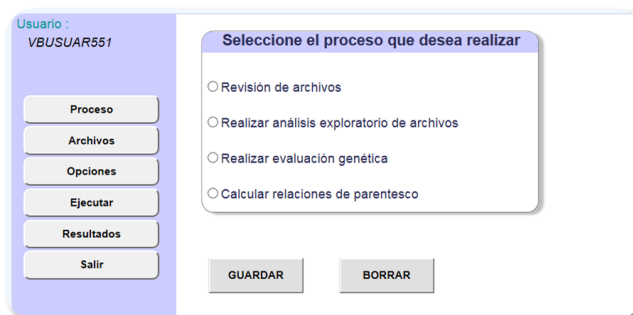 Usuario :
VBUSUAR551
Proceso
Archivos
Opciones
Ejecutar
Resultados
Salir
Seleccione el proceso que desea realizar
Revisión de archivos
Realizar análisis exploratorio de archivos
Realizar evaluación genética
Calcular relaciones de parentesco
GUARDAR BORRAR